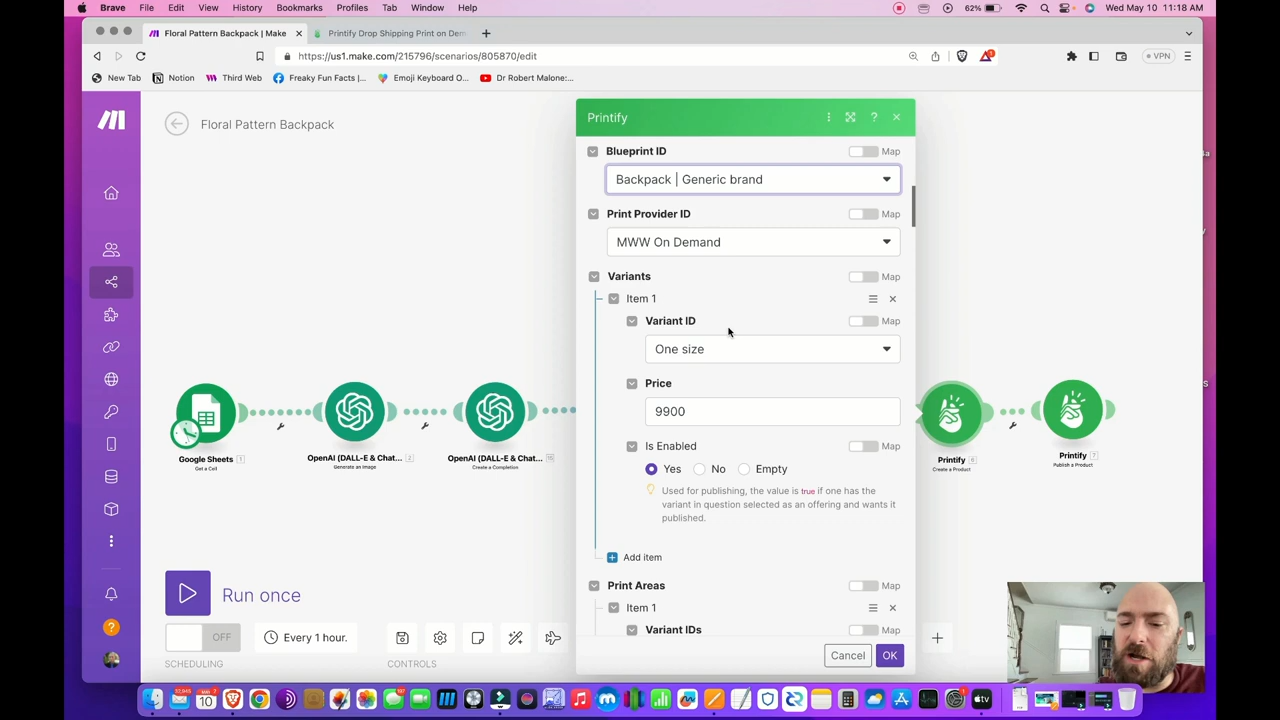 Brave File Edit View History Bookmarks Profiles Tab Window Help 62% Wed May 10 11:18 AM
Floral Pattern Backpack | Make
Printify Drop Shipping Print on Dem
https://us1.make.com/215796/scenarios/805870/edit
VPN
New Tab Notion Third Web Freaky Fun Facts |... Emoji Keyboard O... Dr Robert Malone:...
Floral Pattern Backpack
Printify
Blueprint ID Map
Backpack | Generic brand
Print Provider ID Map
MWW On Demand
Variants Map
Item 1
Variant ID Map
One size
Price
9900
Is Enabled Map
Yes No Empty
Used for publishing, the value is true if one has the
variant in question selected as an offering and wants it
published.
Add item
Print Areas Map
Item 1
Variant IDs Map
Cancel OK
Google Sheets 1
Get a Cell
OpenAI (DALL-E & Chat... 2
Generate an Image
OpenAI (DALL-E & Chat...
Create a Completion
Printify
Create a Product
Printify 7
Publish a Product
Run once
OFF
Every 1 hour.
SCHEDULING
CONTROLS